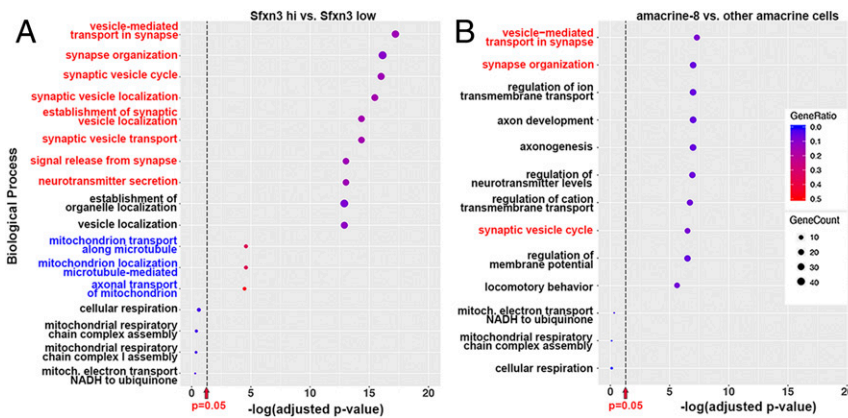 A
Sfxn3 hi vs. Sfxn3 low
Biological Process
vesicle-mediated
transport in synapse
synapse organization
synaptic vesicle cycle
synaptic vesicle localization
establishment of synaptic
vesicle localization
synaptic vesicle transport
signal release from synapse
neurotransmitter secretion
establishment of
organelle localization
vesicle localization
mitochondrion transport
along microtubule
mitochondrion localization
microtubule-mediated
axonal transport
of mitochondrion
cellular respiration
mitochondrial respiratory
chain complex assembly
mitochondrial respiratory
chain complex I assembly
mitoch. electron transport
NADH to ubiquinone
0 5 10 15 20
p=0.05
-log(adjusted p-value)
B
amacrine-8 vs. other amacrine cells
vesicle-mediated
transport in synapse
synapse organization
regulation of ion
transmembrane transport
axon development
axonogenesis
regulation of
neurotransmitter levels
regulation of cation
transmembrane transport
synaptic vesicle cycle
regulation of
membrane potential
locomotory behavior
mitoch. electron transport
NADH to ubiquinone
mitochondrial respiratory
chain complex assembly
cellular respiration
0 5 10 15 20
p=0.05
-log(adjusted p-value)
GeneRatio
0.0
0.1
0.2
0.3
0.4
0.5
GeneCount
10
20
30
40